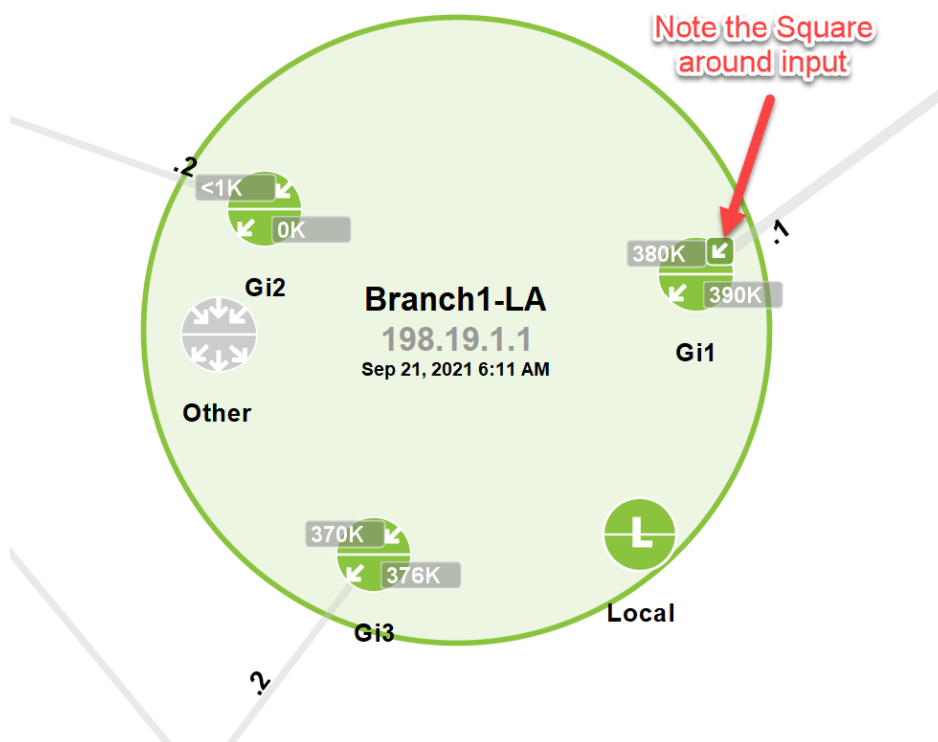 Note the Square
around input
.2
<1K
0K
Gi2
.1
380K
390K
Gi1
Branch1-LA
198.19.1.1
Sep 21, 2021 6:11 AM
Other
370K
376K
Gi3
.2
L
Local